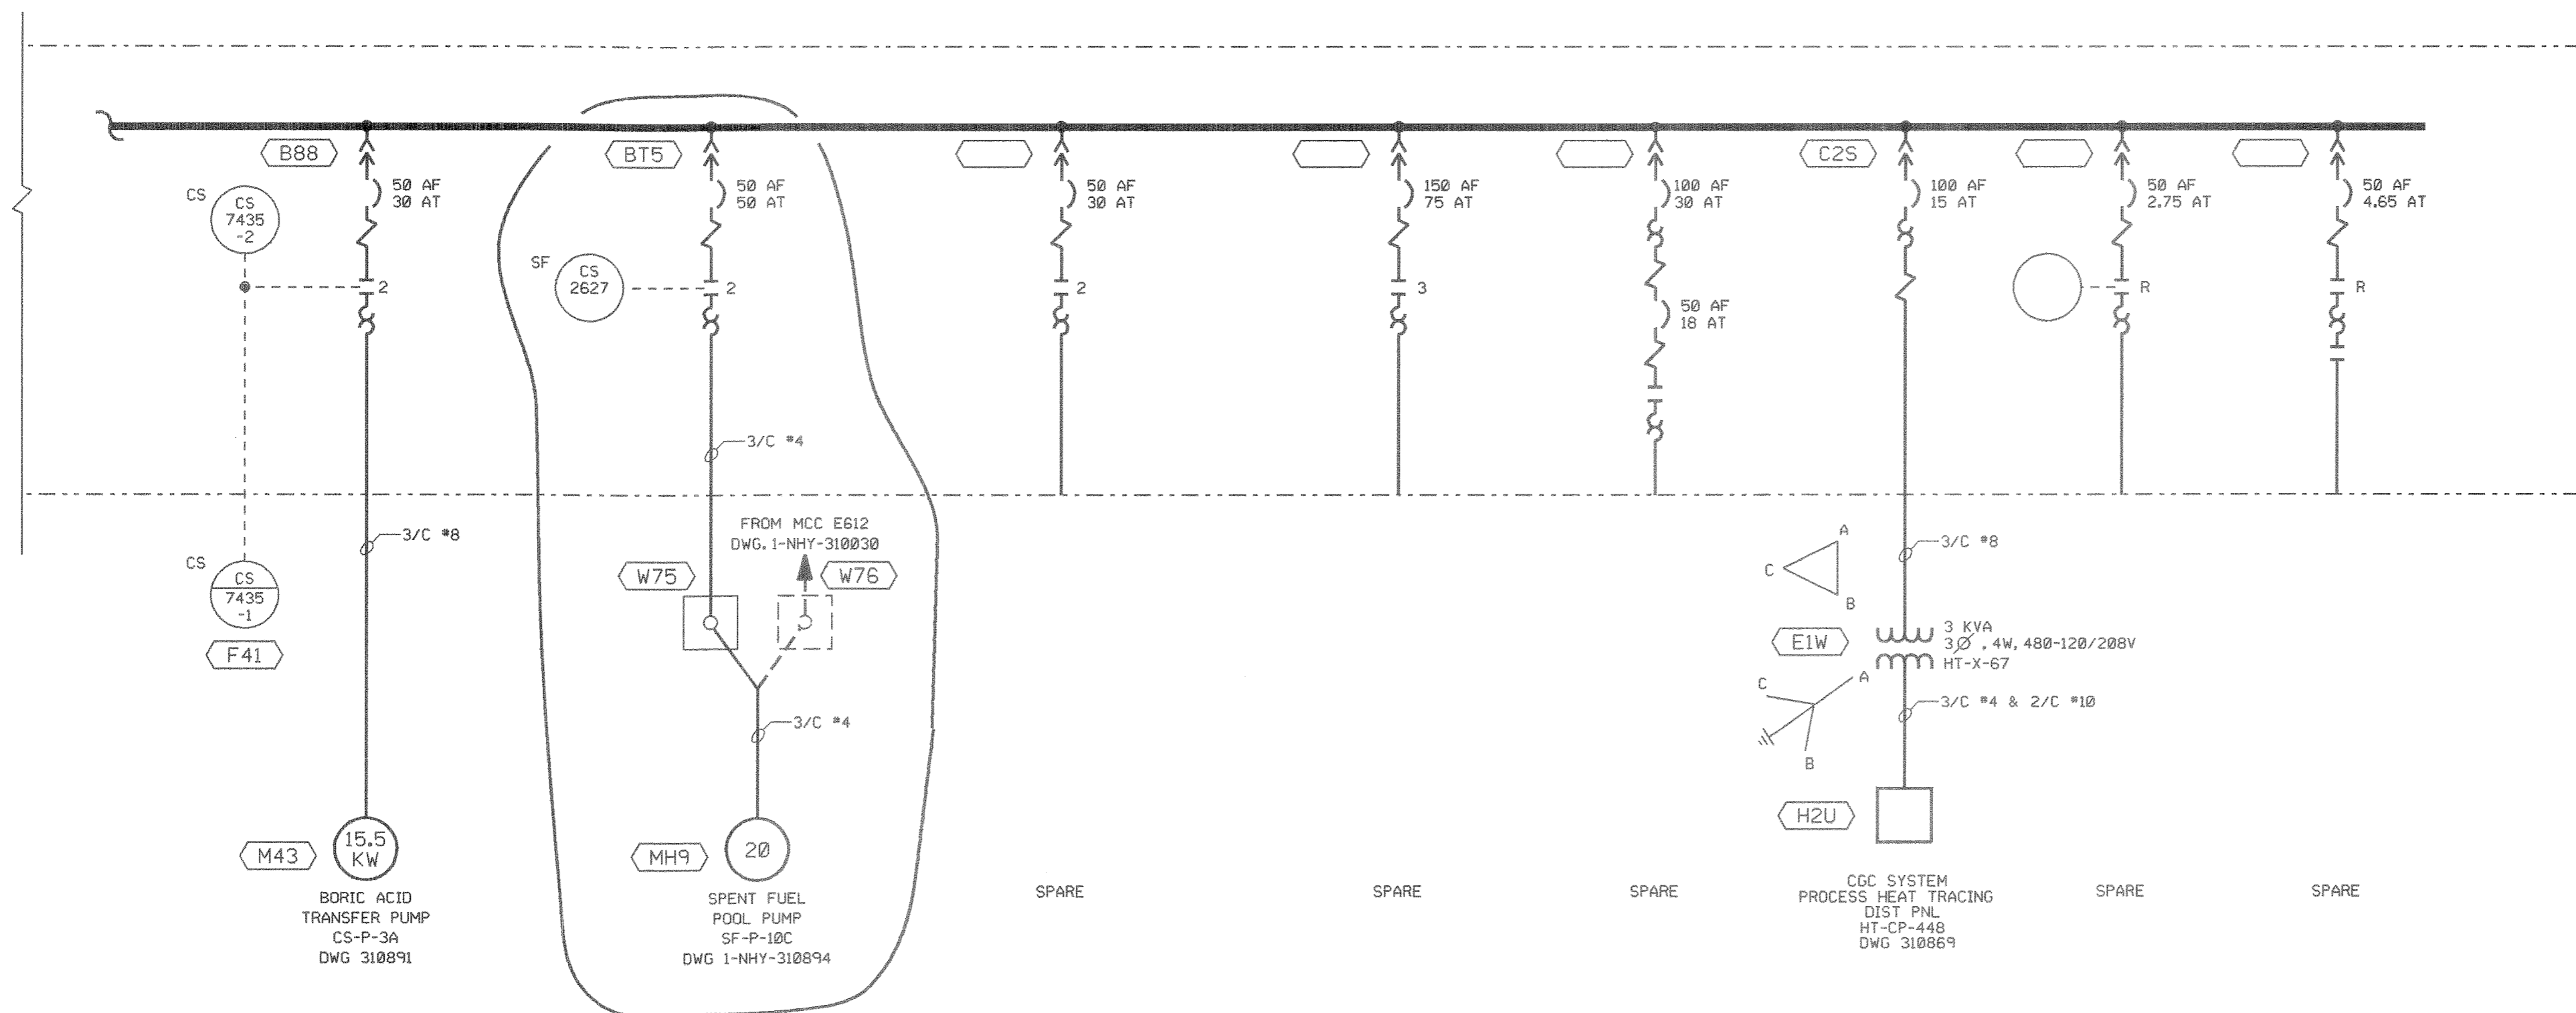 B88
50 AF
30 AT
CS
CS
7435
-2
2
3/C #8
CS
CS
7435
-1
F41
M43
15.5
KW
BORIC ACID
TRANSFER PUMP
CS-P-3A
DWG 310891
BT5
50 AF
50 AT
SF
CS
2627
2
3/C #4
FROM MCC E612
DWG. 1-NHY-310030
W75
W76
3/C #4
MH9
20
SPENT FUEL
POOL PUMP
SF-P-10C
DWG 1-NHY-310894
50 AF
30 AT
2
SPARE
150 AF
75 AT
3
SPARE
100 AF
30 AT
50 AF
18 AT
SPARE
C2S
100 AF
15 AT
3/C #8
A
C
B
E1W
3 KVA
3Ø, 4W, 480-120/208V
HT-X-67
C
A
B
3/C #4 & 2/C #10
H2U
CGC SYSTEM
PROCESS HEAT TRACING
DIST PNL
HT-CP-448
DWG 310869
50 AF
2.75 AT
R
SPARE
50 AF
4.65 AT
R
SPARE